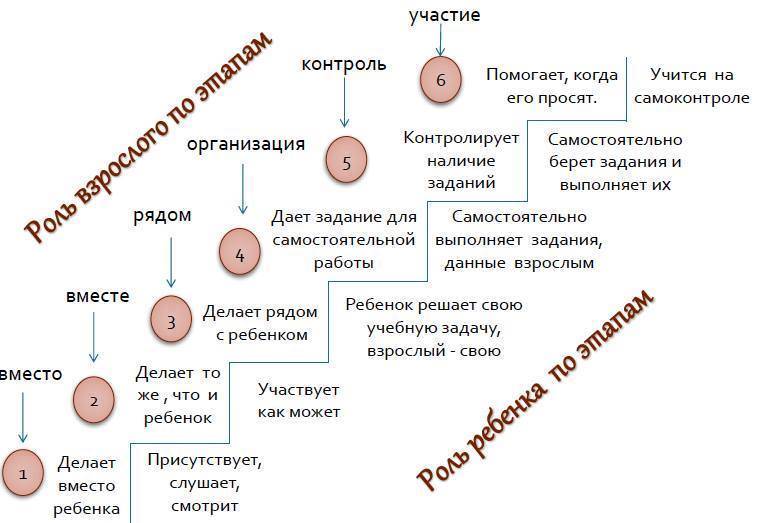 участие
6
Помогает, когда
его просят.
Учится на
самоконтроле
контроль
5
Контролирует
наличие
заданий
Самостоятельно
берет задания и
выполняет их
организация
4
Дает задание для
самостоятельной
работы
Самостоятельно
выполняет задания,
данные взрослым
рядом
3
Делает рядом
с ребенком
Ребенок решает свою
учебную задачу,
взрослый - свою
вместе
2
Делает то
же , что и
ребенок
Участвует
как может
вместо
1
Делает
вместо
ребенка
Присутствует,
слушает,
смотрит
Роль взрослого по этапам
Роль ребенка по этапам